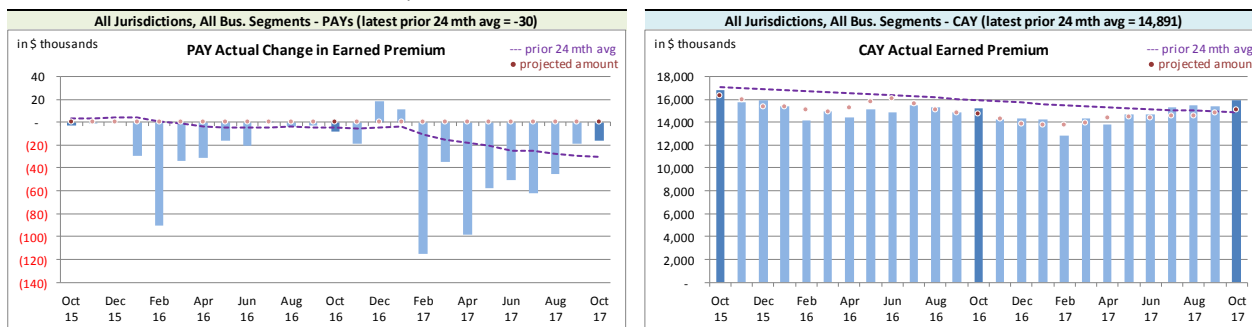 All Jurisdictions, All Bus. Segments - PAYs (latest prior 24 mth avg = -30)
in $ thousands
PAY Actual Change in Earned Premium
--- prior 24 mth avg
● projected amount
40
20
-
(20)
(40)
(60)
(80)
(100)
(120)
(140)
Oct Dec Feb Apr Jun Aug Oct Dec Feb Apr Jun Aug Oct
15 15 16 16 16 16 16 16 17 17 17 17 17
All Jurisdictions, All Bus. Segments - CAY (latest prior 24 mth avg = 14,891)
in $ thousands
CAY Actual Earned Premium
--- prior 24 mth avg
● projected amount
18,000
16,000
14,000
12,000
10,000
8,000
6,000
4,000
2,000
-
Oct Dec Feb Apr Jun Aug Oct Dec Feb Apr Jun Aug Oct
15 15 16 16 16 16 16 16 17 17 17 17 17